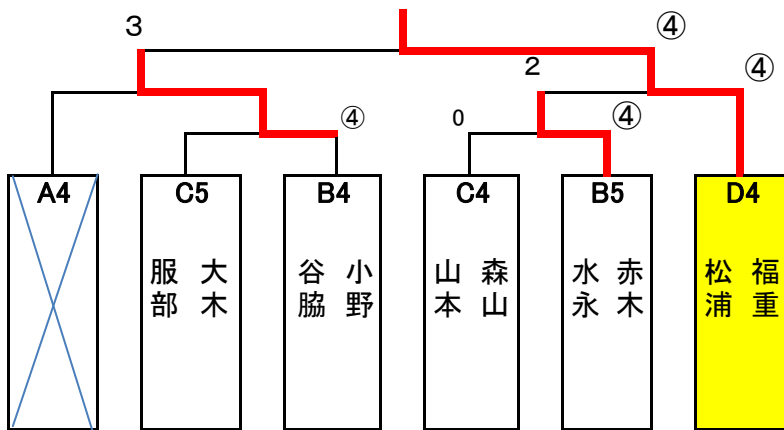 3
④
2
④
④
0
④
A4
C5
B4
C4
B5
D4
服部 大木
谷脇 小野
山本 森山
水永 赤木
松浦 福重